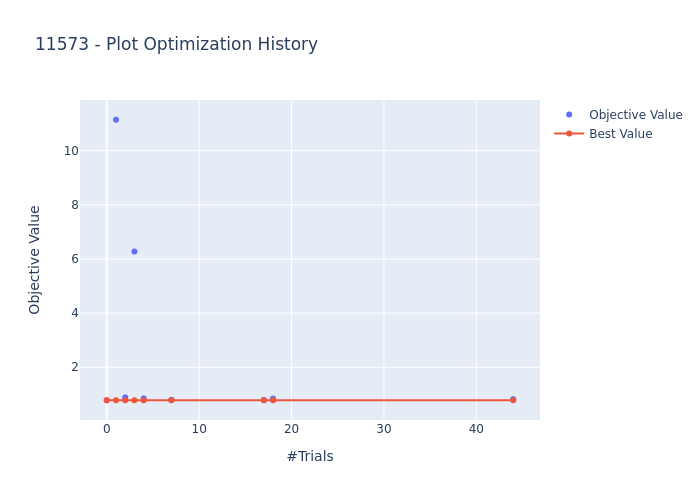 11573 - Plot Optimization History
Objective Value
Best Value
10
8
6
4
2
Objective Value
0 10 20 30 40
#Trials